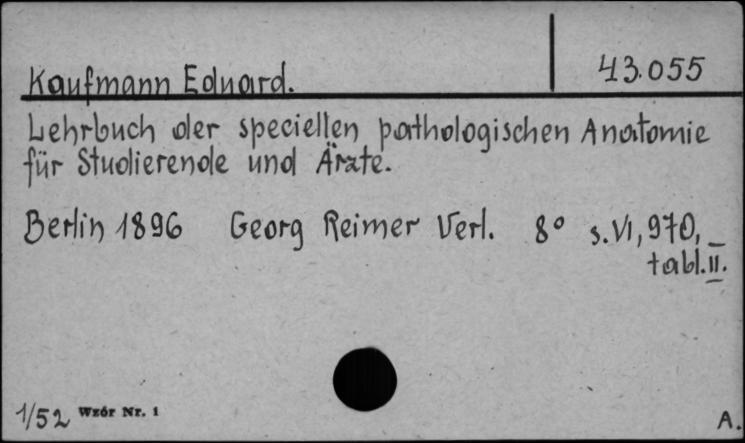 Kaufmann Eduard.
43.055
Lehrbuch der speciellen pathologischen Anatomie
für Studierende und Ärzte.
Berlin 1896 Georg Reimer Verl. 8° s.VI, 970, _
tabl. II.
1/52 Wzór Nr. 1
A.